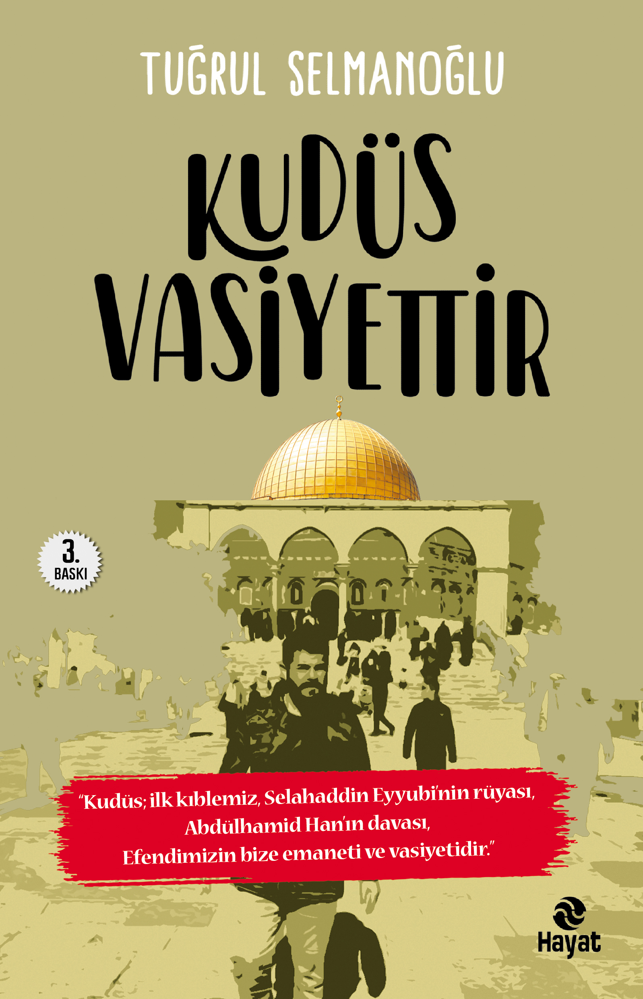 TUĞRUL SELMANOĞLU
KUDÜS
VASİYETTİR
3.
BASKI
“Kudüs; ilk kıblemiz, Selahaddin Eyyubi’nin rüyası,
Abdülhamid Han’ın davası,
Efendimizin bize emaneti ve vasiyetidir.”
Hayat